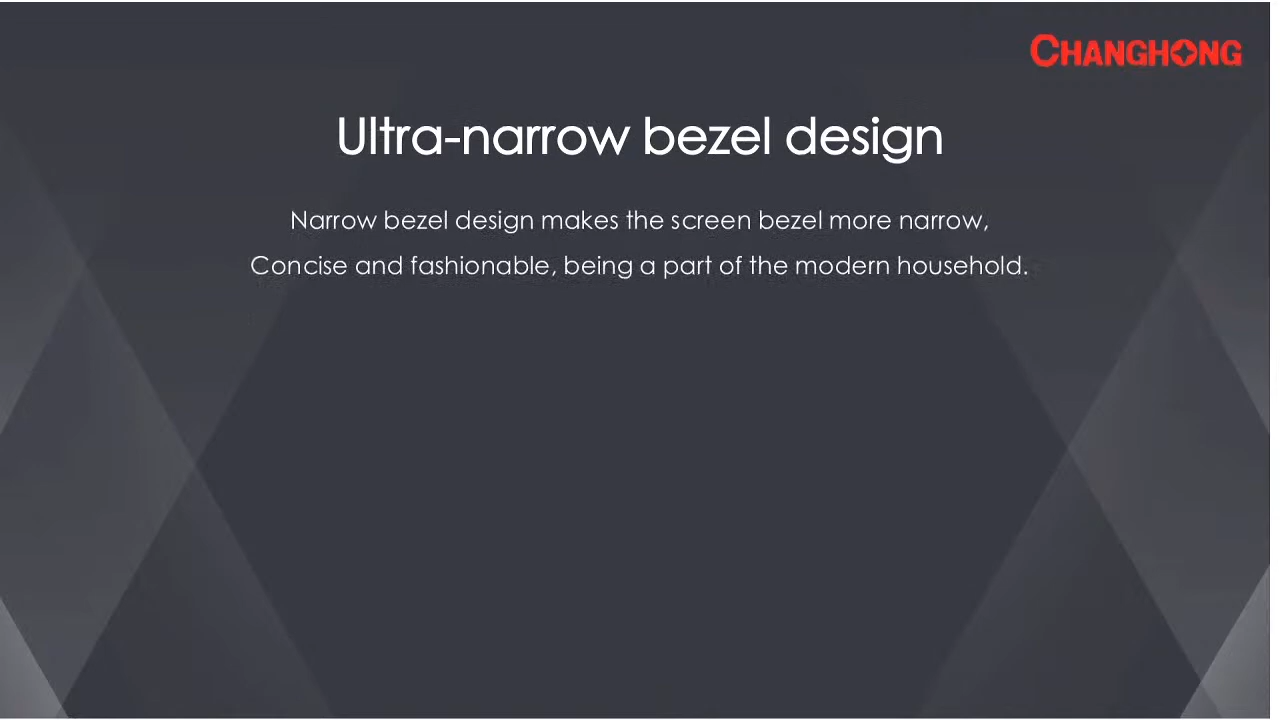 CHANGHONG
Ultra-narrow bezel design
Narrow bezel design makes the screen bezel more narrow,
Concise and fashionable, being a part of the modern household.